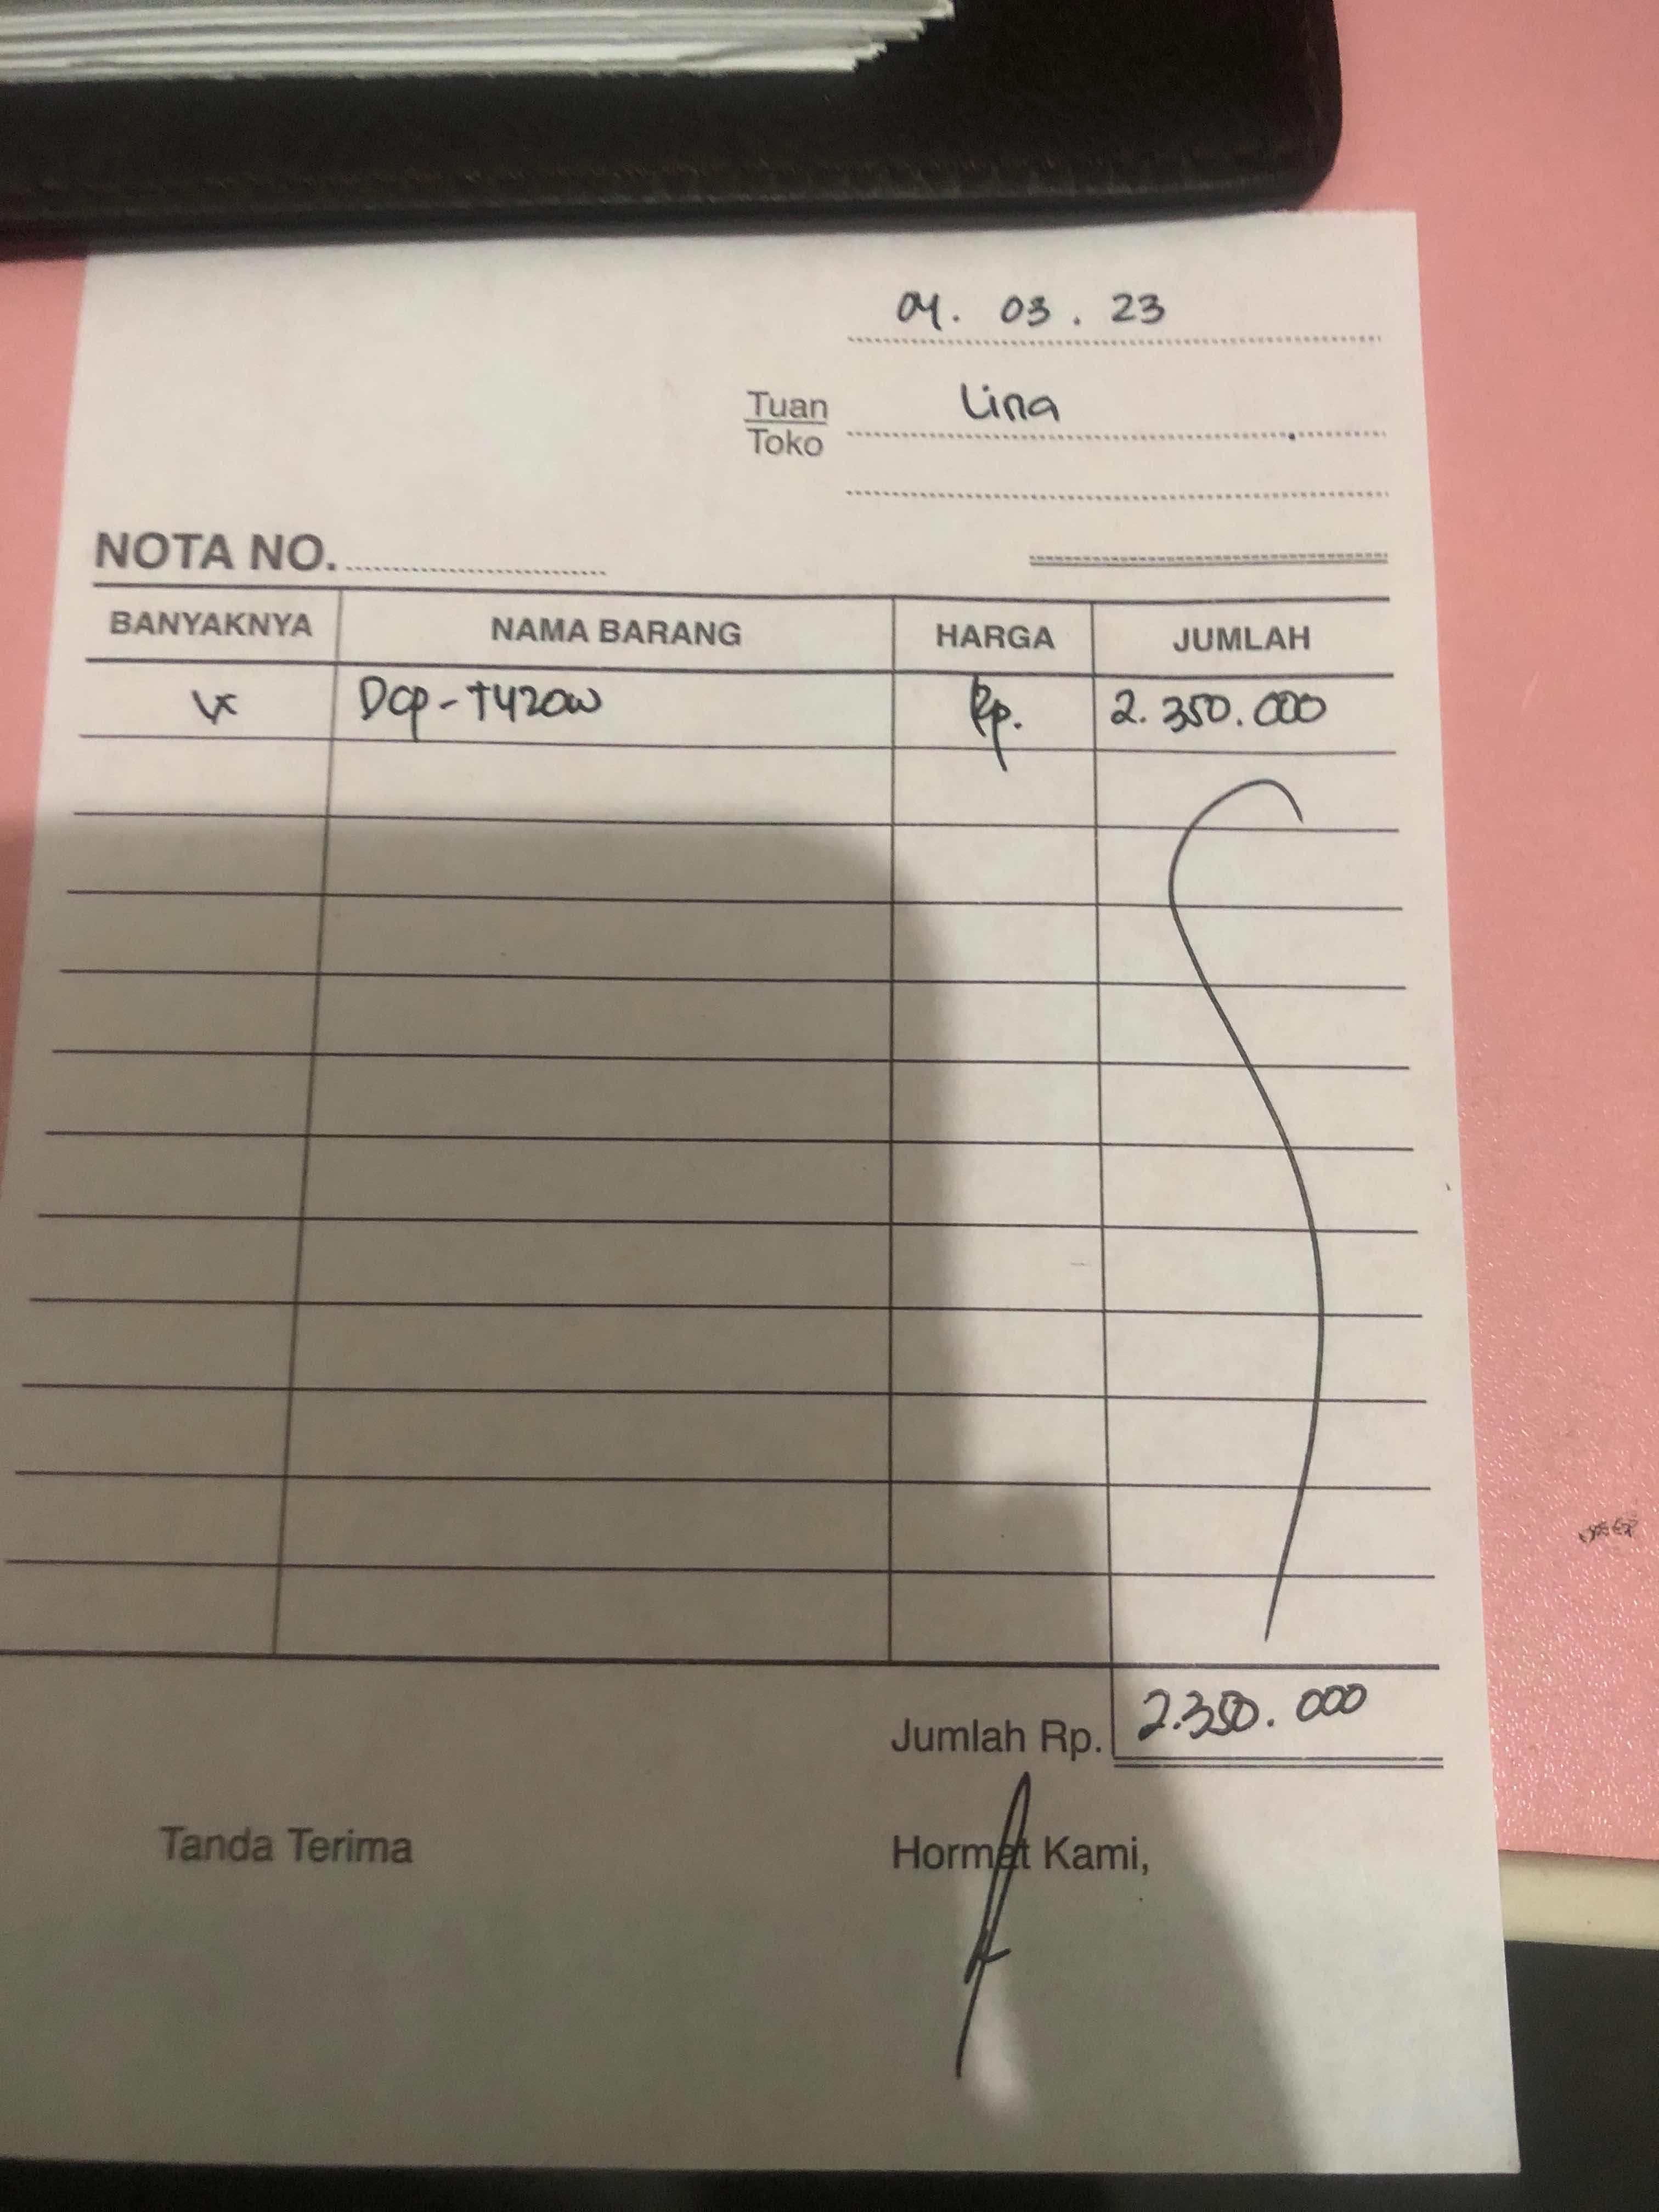 04. 03. 23
Tuan Lina
Toko
NOTA NO.
BANYAKNYA NAMA BARANG HARGA JUMLAH
Dcp-T420w Rp. 2.350.000
Jumlah Rp. 2.350.000
Tanda Terima Hormat Kami,